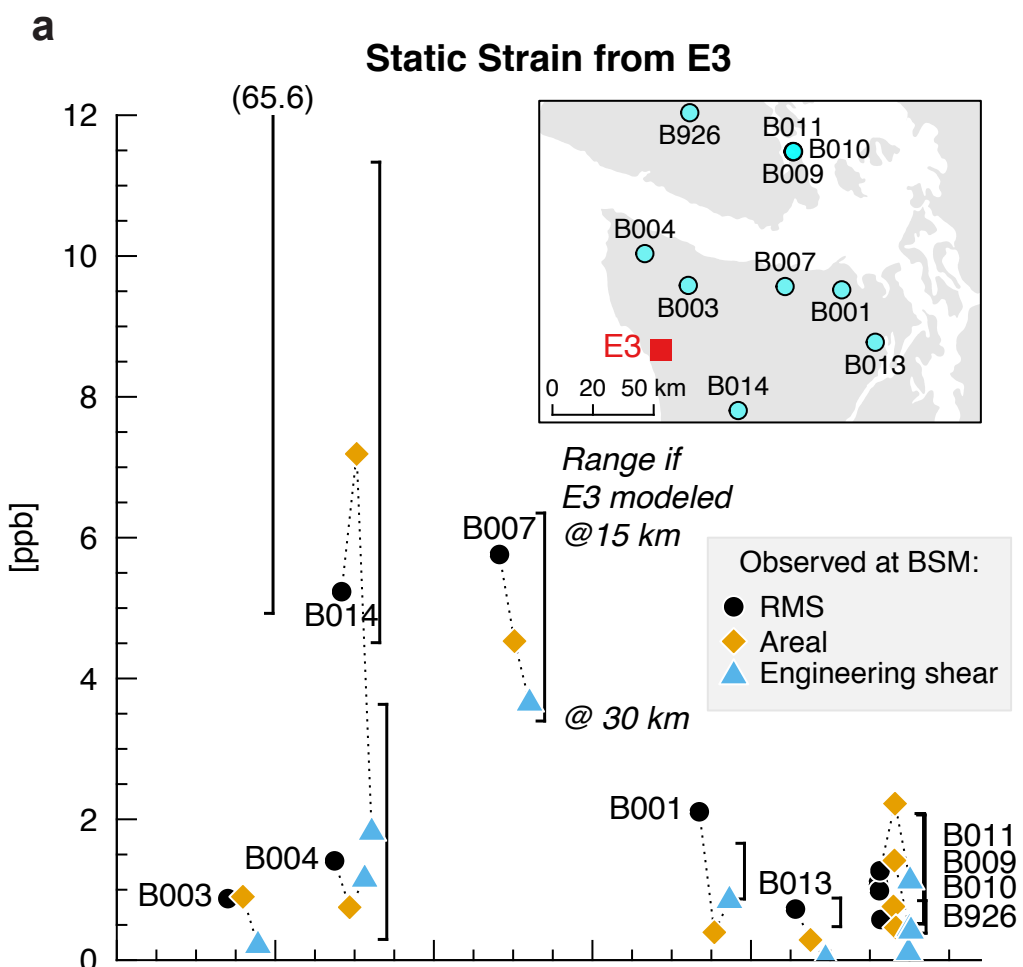 a
Static Strain from E3
(65.6)
12
10
8
6
4
2
0
[ppb]
B926
B011
B010
B009
B004
B007
B003
B001
E3
B013
0 20 50 km
B014
Range if
E3 modeled
@15 km
@ 30 km
B007
B014
Observed at BSM:
RMS
Areal
Engineering shear
B001
B004
B003
B013
B011
B009
B010
B926